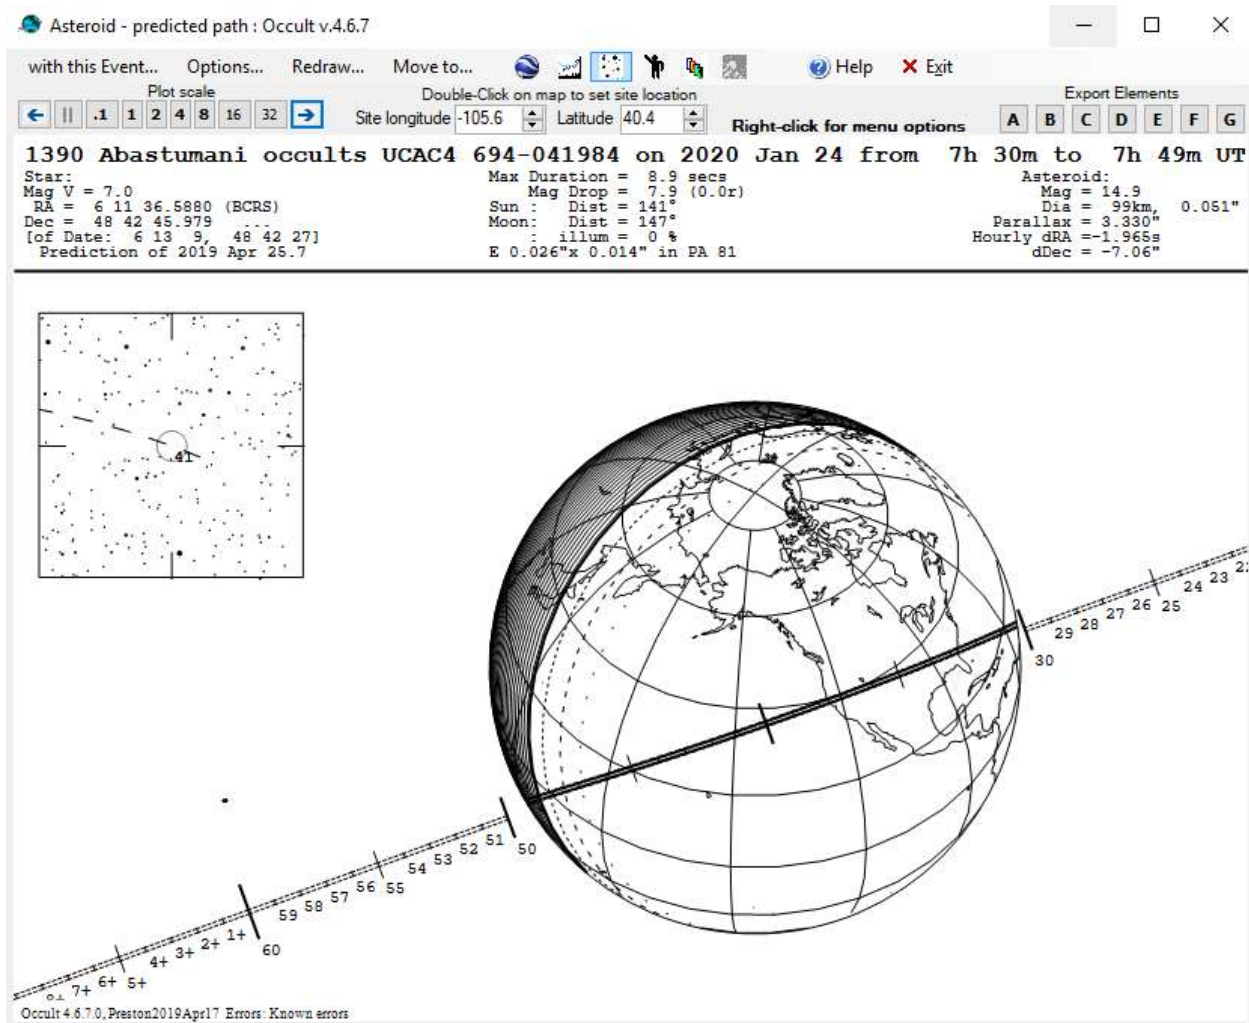 Asteroid - predicted path : Occult v.4.6.7
with this Event... Options... Redraw... Move to... Help Exit
Plot scale Double-Click on map to set site location Export Elements
.1 1 2 4 8 16 32 Site longitude -105.6 Latitude 40.4 Right-click for menu options A B C D E F G
1390 Abastumani occults UCAC4 694-041984 on 2020 Jan 24 from 7h 30m to 7h 49m UT
Star: Max Duration = 8.9 secs Asteroid:
Mag V = 7.0 Mag Drop = 7.9 (0.0r) Mag = 14.9
RA = 6 11 36.5880 (BCRS) Sun : Dist = 141° Dia = 99km, 0.051"
Dec = 48 42 45.979 ... Moon: Dist = 147° Parallax = 3.330"
[of Date: 6 13 9, 48 42 27] : illum = 0 % Hourly dRA =-1.965s
Prediction of 2019 Apr 25.7 E 0.026"x 0.014" in PA 81 dDec = -7.06"
41
24 23
29 28 27 26 25
30
54 53 52 51 50
59 58 57 56 55
4+ 3+ 2+ 1+ 60
7+ 6+ 5+
Occult 4.6.7.0, Preston2019Apr17 Errors: Known errors